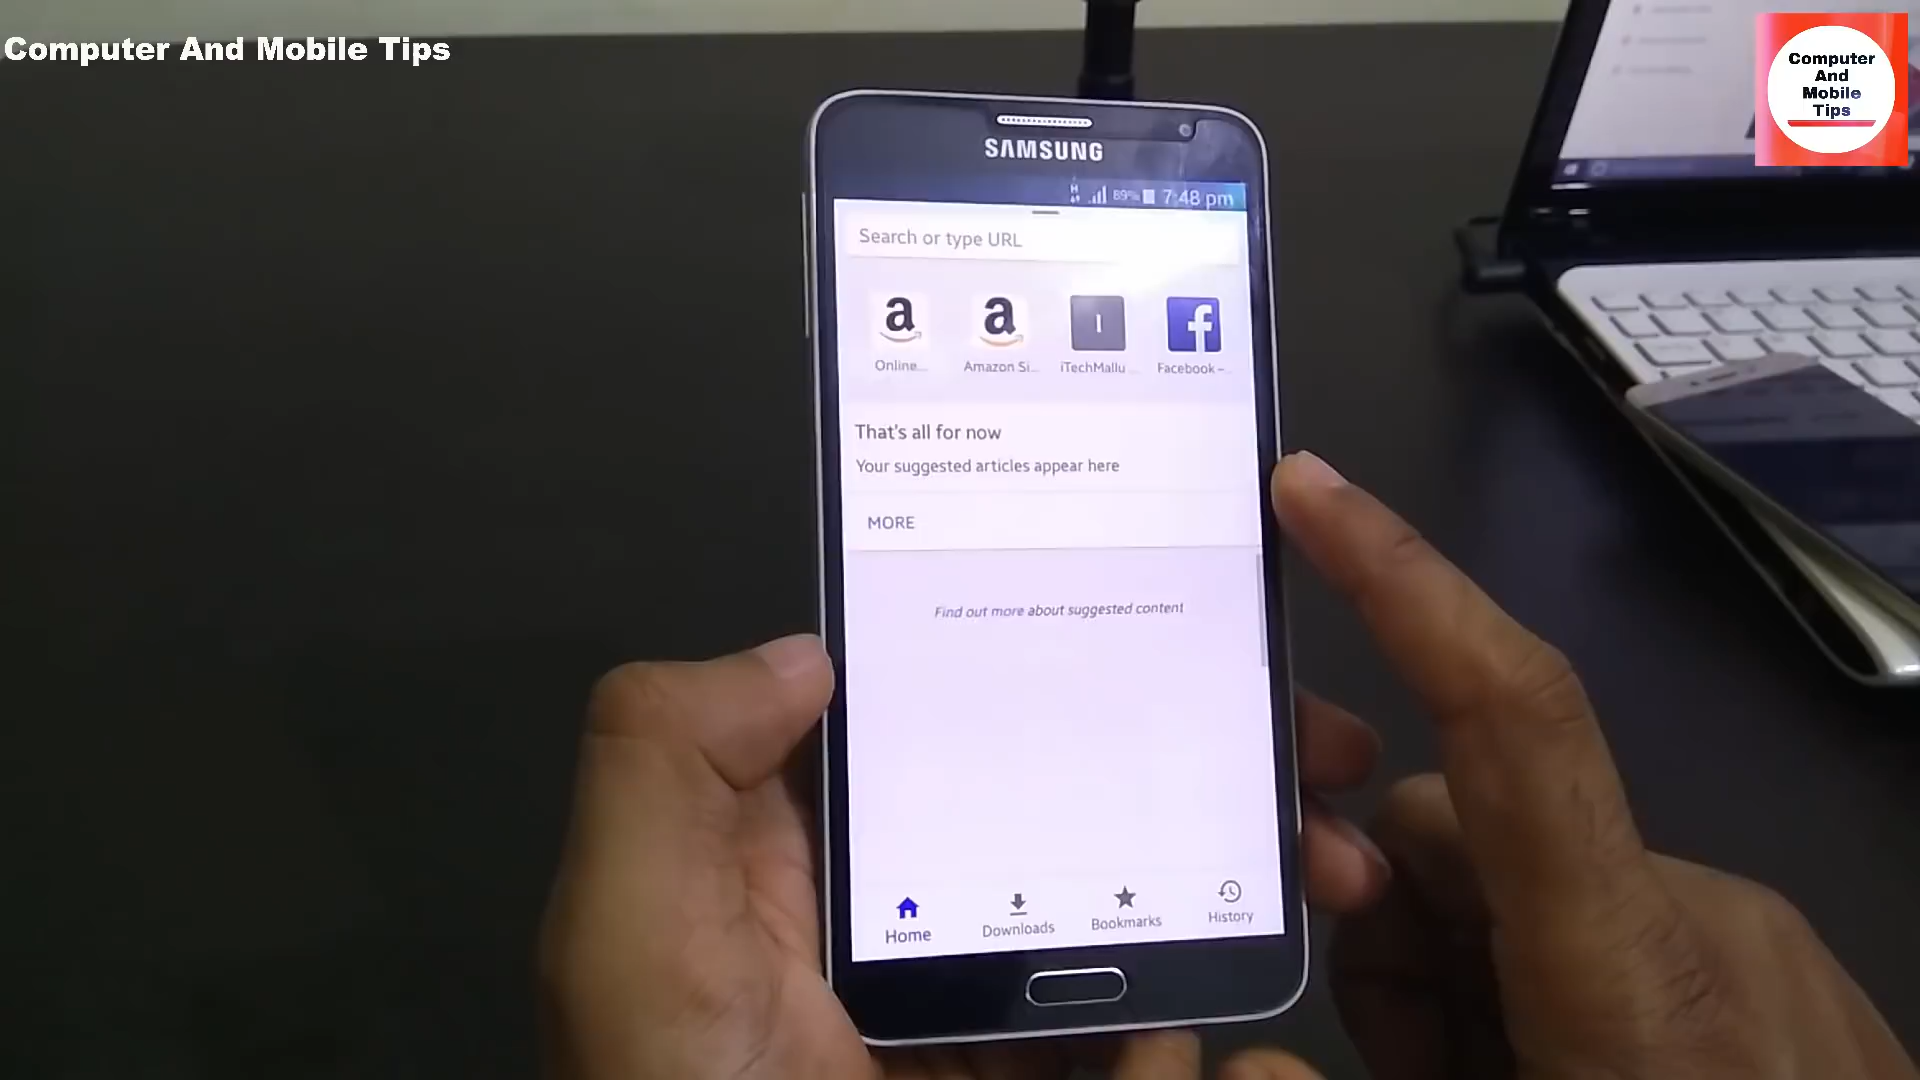 Computer And Mobile Tips
Computer
And
Mobile
Tips
SAMSUNG
H
89% 7:48 pm
Search or type URL
a
a
I
f
Online...
Amazon Si...
iTechMallu ...
Facebook – ...
That's all for now
Your suggested articles appear here
MORE
Find out more about suggested content
Home
Downloads
Bookmarks
History